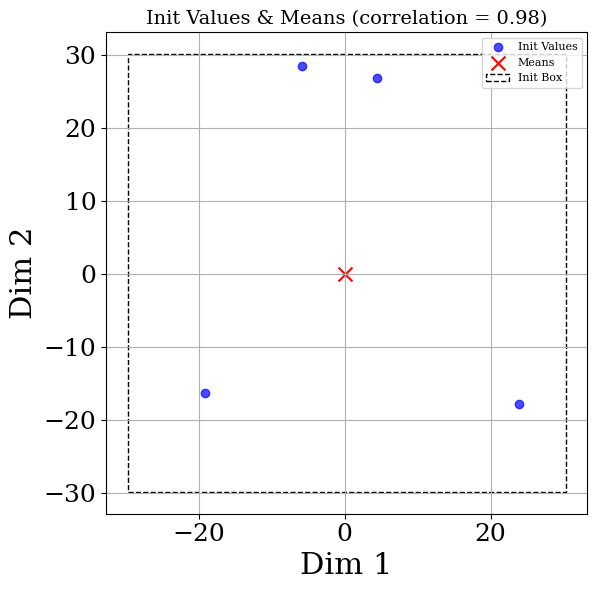 Init Values & Means (correlation = 0.98)
Init Values
Means
Init Box
30
20
10
0
−10
−20
−30
Dim 2
−20 0 20
Dim 1